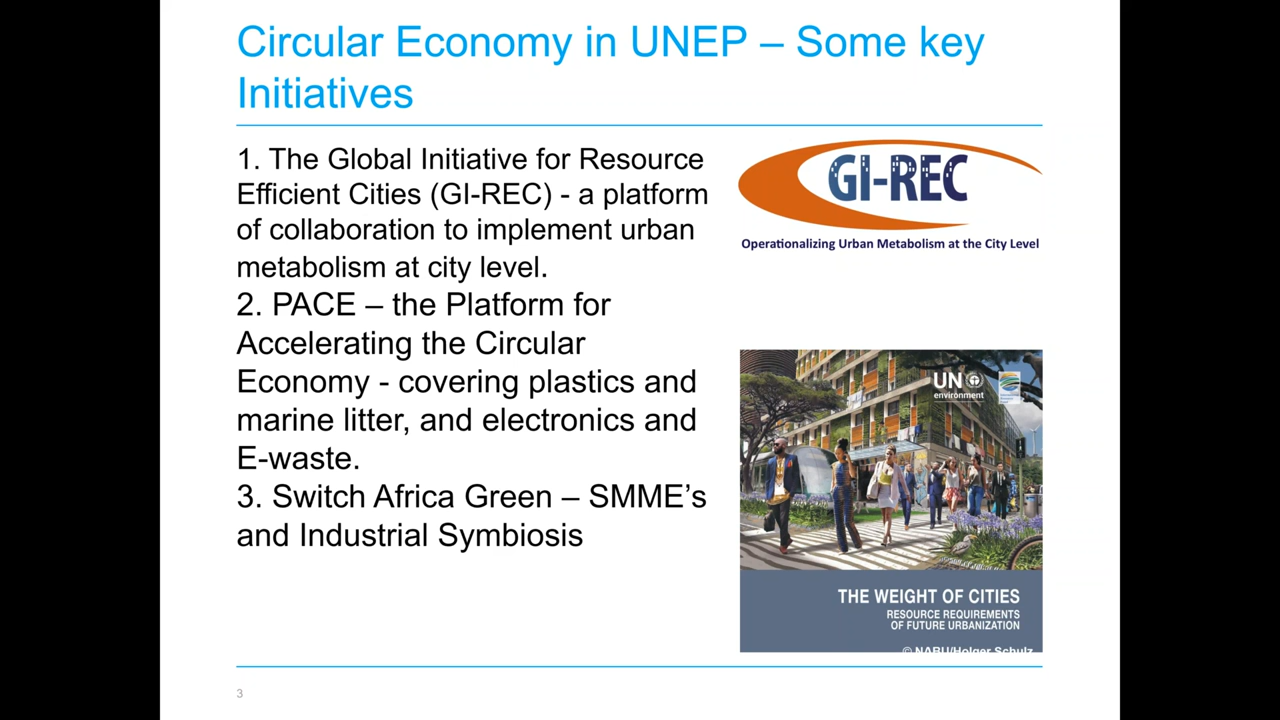 Circular Economy in UNEP – Some key
Initiatives
1. The Global Initiative for Resource
Efficient Cities (GI-REC) - a platform
of collaboration to implement urban
metabolism at city level.
2. PACE – the Platform for
Accelerating the Circular
Economy - covering plastics and
marine litter, and electronics and
E-waste.
3. Switch Africa Green – SMME’s
and Industrial Symbiosis
GI-REC
Operationalizing Urban Metabolism at the City Level
UN
environment
THE WEIGHT OF CITIES
RESOURCE REQUIREMENTS
OF FUTURE URBANIZATION
© NABU/Holger Schulz
3